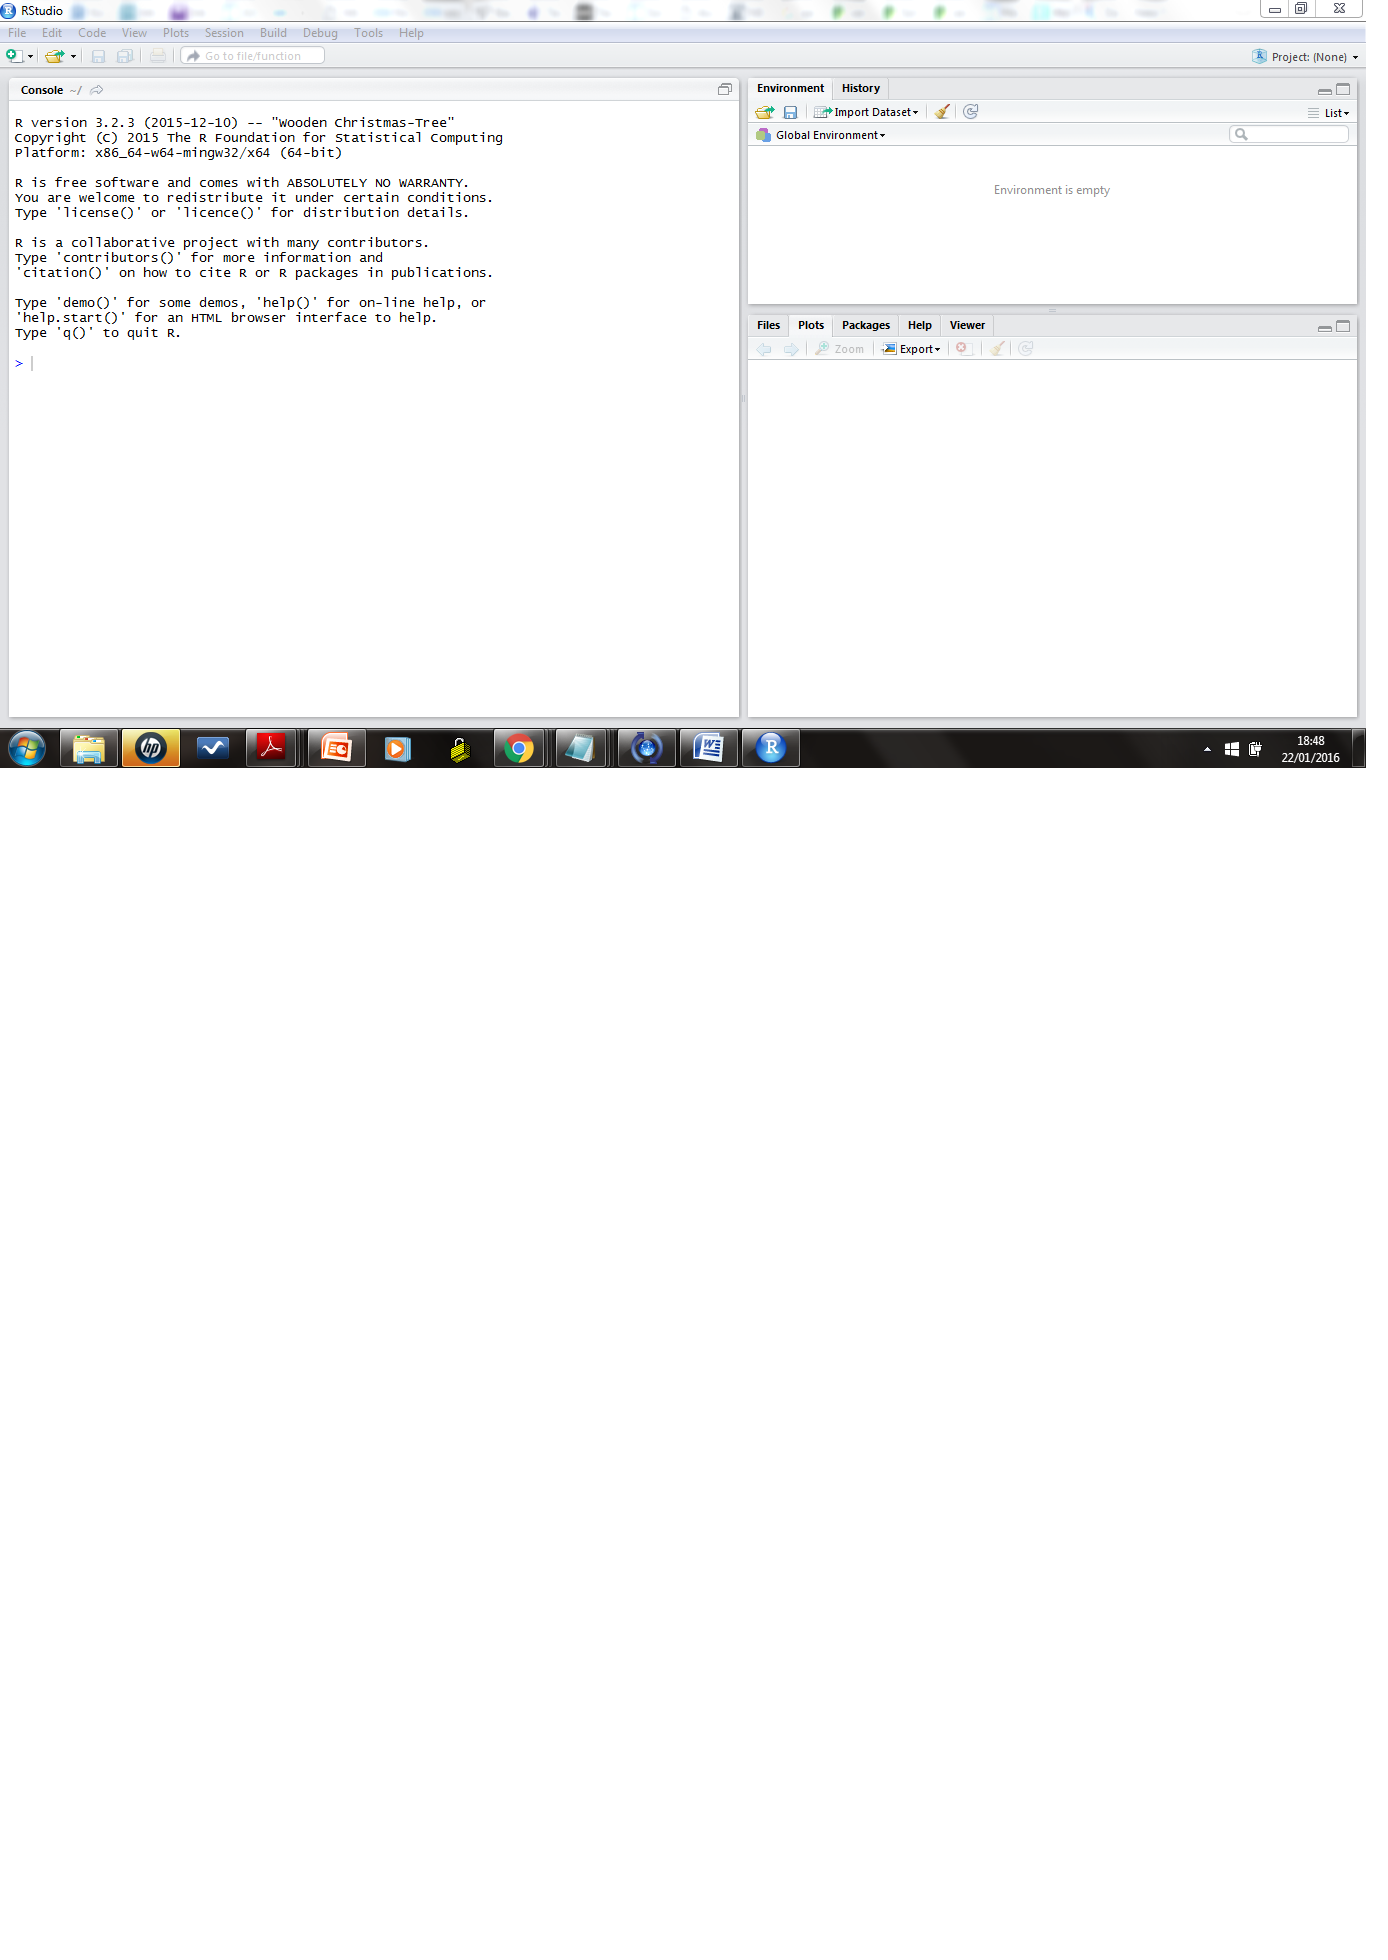 RStudio
File Edit Code View Plots Session Build Debug Tools Help
Go to file/function
Project: (None)
Console ~/
R version 3.2.3 (2015-12-10) -- "Wooden Christmas-Tree"
Copyright (C) 2015 The R Foundation for Statistical Computing
Platform: x86_64-w64-mingw32/x64 (64-bit)
R is free software and comes with ABSOLUTELY NO WARRANTY.
You are welcome to redistribute it under certain conditions.
Type 'license()' or 'licence()' for distribution details.
R is a collaborative project with many contributors.
Type 'contributors()' for more information and
'citation()' on how to cite R or R packages in publications.
Type 'demo()' for some demos, 'help()' for on-line help, or
'help.start()' for an HTML browser interface to help.
Type 'q()' to quit R.
>
Environment History
Import Dataset List
Global Environment
Environment is empty
Files Plots Packages Help Viewer
Zoom Export
hp
R
18:48
22/01/2016